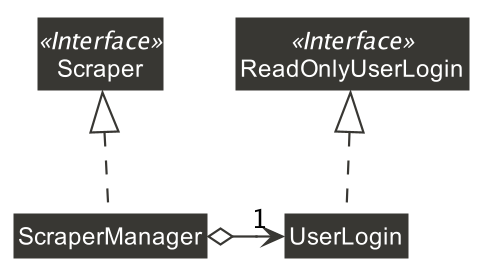 «Interface»
Scraper
«Interface»
ReadOnlyUserLogin
ScraperManager
1
UserLogin